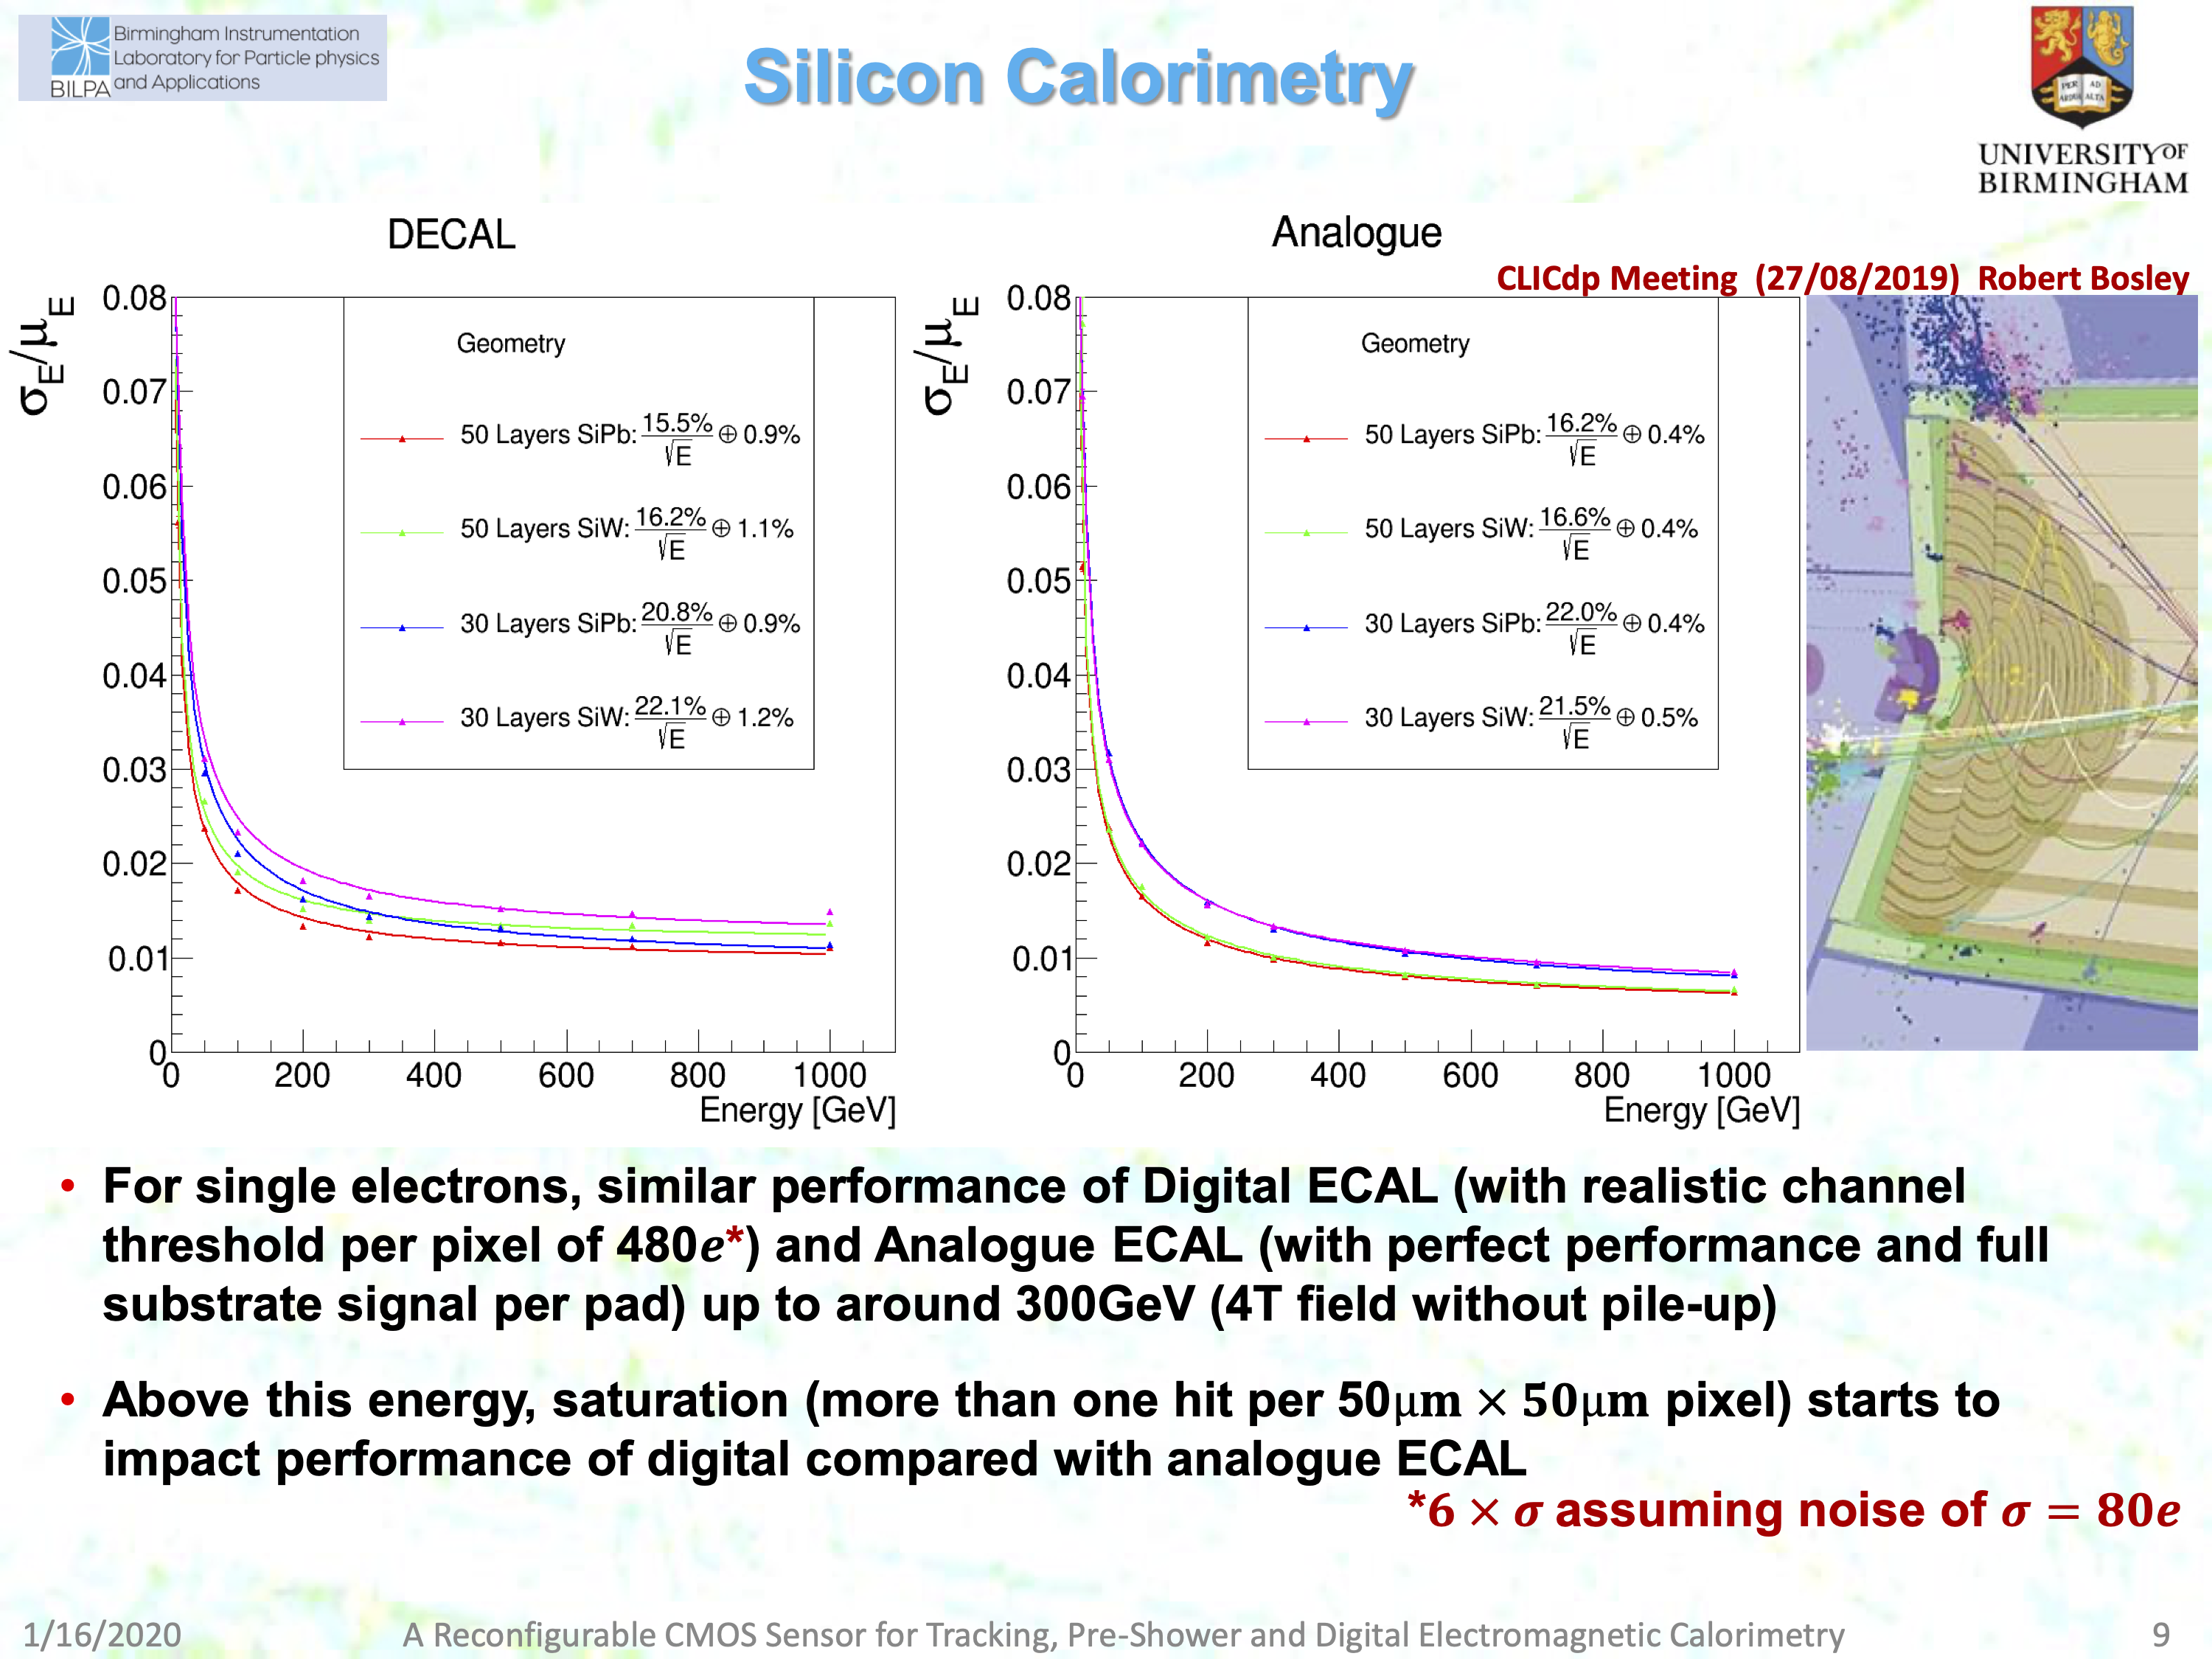 Birmingham Instrumentation
Laboratory for Particle physics
and Applications
BILPA
Silicon Calorimetry
PER AD
ARDUA ALTA
UNIVERSITY OF
BIRMINGHAM
DECAL
σE/μE
0.08
0.07
0.06
0.05
0.04
0.03
0.02
0.01
0
Geometry
50 Layers SiPb: 15.5%/√E ⊕ 0.9%
50 Layers SiW: 16.2%/√E ⊕ 1.1%
30 Layers SiPb: 20.8%/√E ⊕ 0.9%
30 Layers SiW: 22.1%/√E ⊕ 1.2%
0 200 400 600 800 1000
Energy [GeV]
Analogue
CLICdp Meeting (27/08/2019) Robert Bosley
σE/μE
0.08
0.07
0.06
0.05
0.04
0.03
0.02
0.01
0
Geometry
50 Layers SiPb: 16.2%/√E ⊕ 0.4%
50 Layers SiW: 16.6%/√E ⊕ 0.4%
30 Layers SiPb: 22.0%/√E ⊕ 0.4%
30 Layers SiW: 21.5%/√E ⊕ 0.5%
0 200 400 600 800 1000
Energy [GeV]
• For single electrons, similar performance of Digital ECAL (with realistic channel
threshold per pixel of 480e*) and Analogue ECAL (with perfect performance and full
substrate signal per pad) up to around 300GeV (4T field without pile-up)
• Above this energy, saturation (more than one hit per 50μm × 50μm pixel) starts to
impact performance of digital compared with analogue ECAL
*6 × σ assuming noise of σ = 80e
1/16/2020
A Reconfigurable CMOS Sensor for Tracking, Pre-Shower and Digital Electromagnetic Calorimetry
9